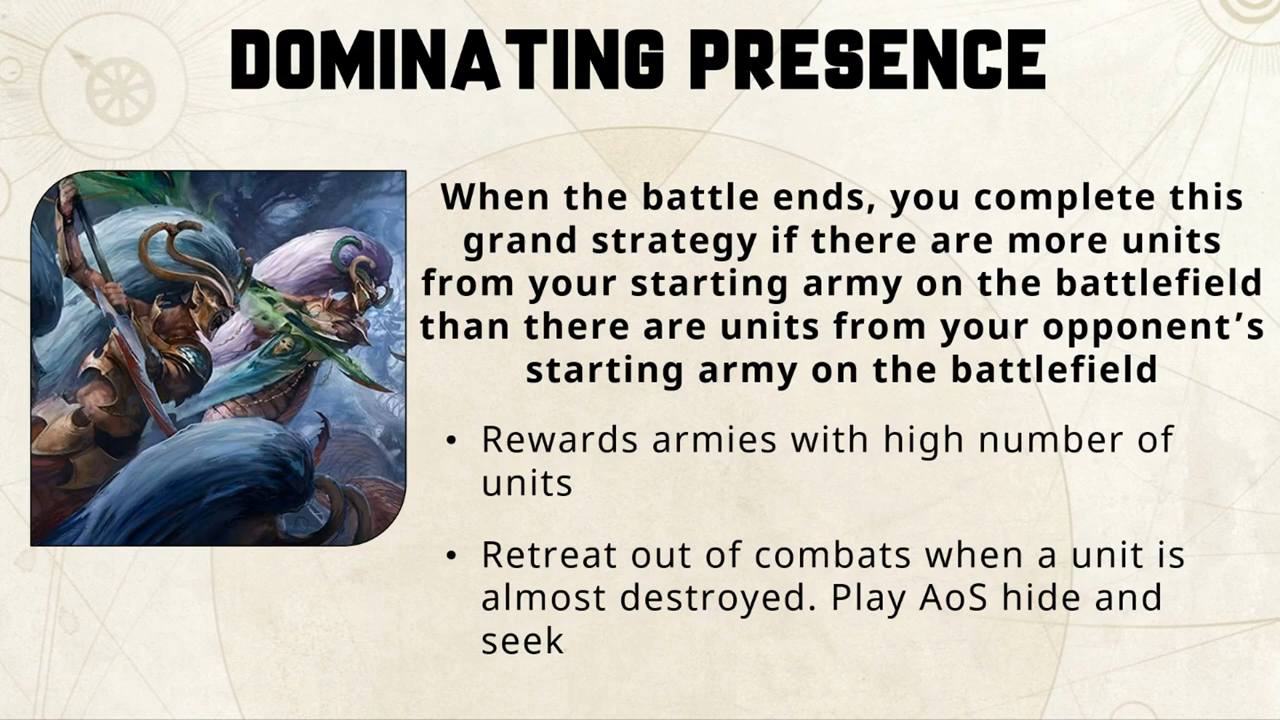 DOMINATING PRESENCE
When the battle ends, you complete this
grand strategy if there are more units
from your starting army on the battlefield
than there are units from your opponent’s
starting army on the battlefield
• Rewards armies with high number of
units
• Retreat out of combats when a unit is
almost destroyed. Play AoS hide and
seek